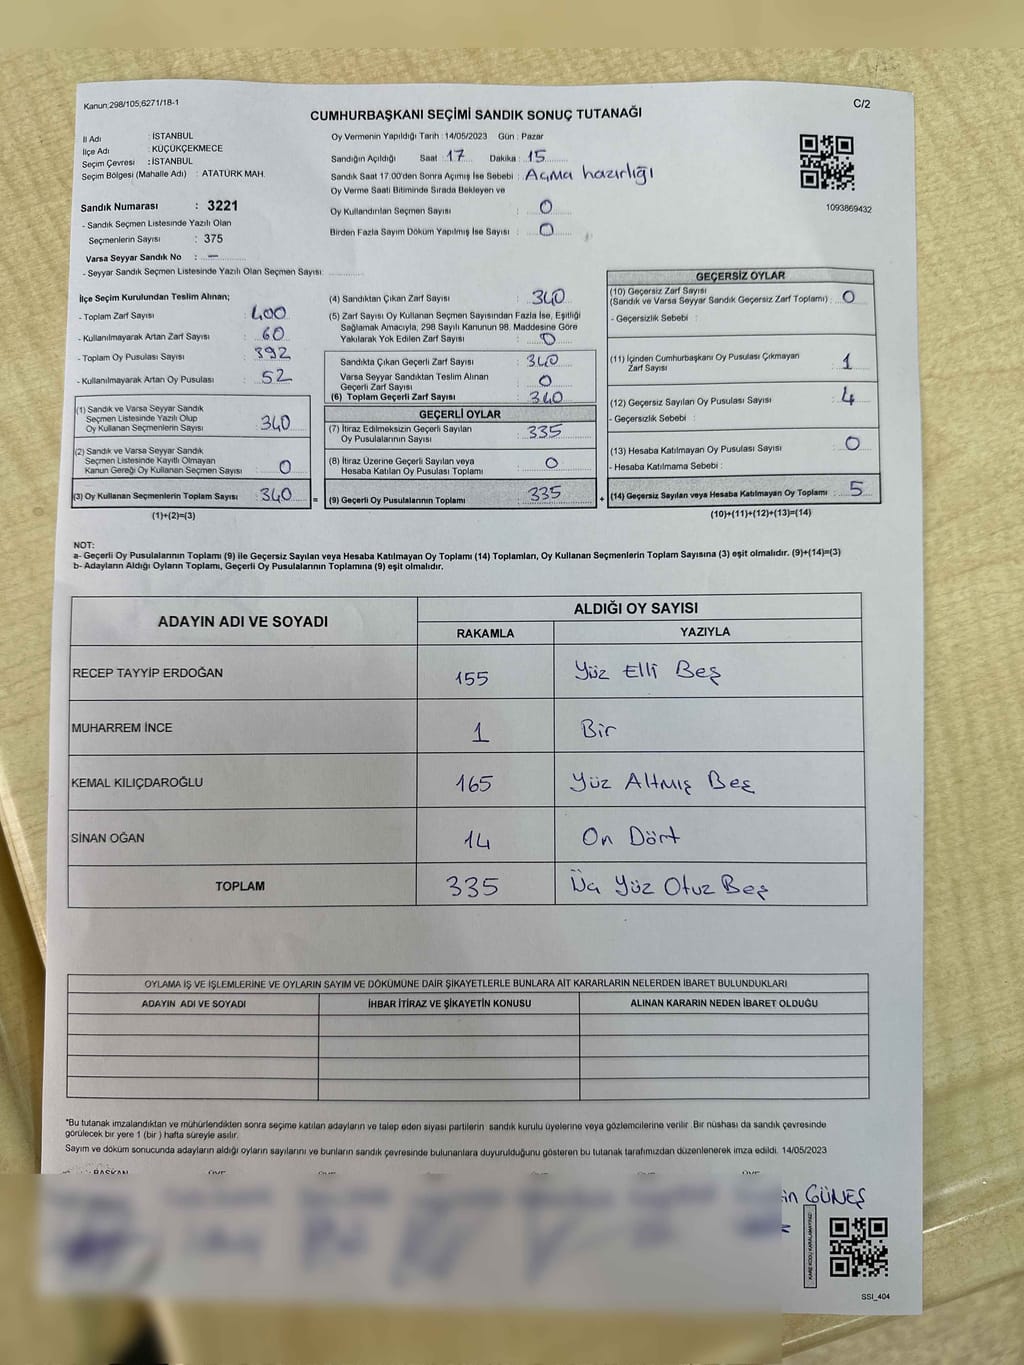 Kanun;298/105,6271/18-1
C/2
CUMHURBAŞKANI SEÇİMİ SANDIK SONUÇ TUTANAĞI
İl Adı : İSTANBUL
İlçe Adı : KÜÇÜKÇEKMECE
Seçim Çevresi : İSTANBUL
Seçim Bölgesi (Mahalle Adı) : ATATÜRK MAH.
Sandık Numarası : 3221
- Sandık Seçmen Listesinde Yazılı Olan
Seçmenlerin Sayısı : 375
Varsa Seyyar Sandık No : –
- Seyyar Sandık Seçmen Listesinde Yazılı Olan Seçmen Sayısı:
Oy Vermenin Yapıldığı Tarih : 14/05/2023 Gün : Pazar
Sandığın Açıldığı Saat : 17 Dakika : 15
Sandık Saat 17.00'den Sonra Açımış İse Sebebi : Açma hazırlığı
Oy Verme Saati Bitiminde Sırada Bekleyen ve
Oy Kullandırılan Seçmen Sayısı : 0
Birden Fazla Sayım Döküm Yapılmış İse Sayısı : 0
1093869432
İlçe Seçim Kurulundan Teslim Alınan;
- Toplam Zarf Sayısı : 400
- Kullanılmayarak Artan Zarf Sayısı : 60
- Toplam Oy Pusulası Sayısı : 392
- Kullanılmayarak Artan Oy Pusulası : 52
(1) Sandık ve Varsa Seyyar Sandık
Seçmen Listesinde Yazılı Olup
Oy Kullanan Seçmenlerin Sayısı : 340
(2) Sandık ve Varsa Seyyar Sandık
Seçmen Listesinde Kayıtlı Olmayan
Kanun Gereği Oy Kullanan Seçmen Sayısı : 0
(3) Oy Kullanan Seçmenlerin Toplam Sayısı : 340
(1)+(2)=(3)
=
(4) Sandıktan Çıkan Zarf Sayısı : 340
(5) Zarf Sayısı Oy Kullanan Seçmen Sayısından Fazla İse, Eşitliği
Sağlamak Amacıyla, 298 Sayılı Kanunun 98. Maddesine Göre
Yakılarak Yok Edilen Zarf Sayısı : 0
Sandıkta Çıkan Geçerli Zarf Sayısı : 340
Varsa Seyyar Sandıktan Teslim Alınan
Geçerli Zarf Sayısı : 0
(6) Toplam Geçerli Zarf Sayısı : 340
GEÇERLİ OYLAR
(7) İtiraz Edilmeksizin Geçerli Sayılan
Oy Pusulalarının Sayısı : 335
(8) İtiraz Üzerine Geçerli Sayılan veya
Hesaba Katılan Oy Pusulası Toplamı : 0
(9) Geçerli Oy Pusulalarının Toplamı : 335
+
GEÇERSİZ OYLAR
(10) Geçersiz Zarf Sayısı
(Sandık ve Varsa Seyyar Sandık Geçersiz Zarf Toplamı) : 0
- Geçersizlik Sebebi :
(11) İçinden Cumhurbaşkanı Oy Pusulası Çıkmayan
Zarf Sayısı : 1
(12) Geçersiz Sayılan Oy Pusulası Sayısı : 4
- Geçersizlik Sebebi :
(13) Hesaba Katılmayan Oy Pusulası Sayısı : 0
- Hesaba Katılmama Sebebi :
(14) Geçersiz Sayılan veya Hesaba Katılmayan Oy Toplamı : 5
(10)+(11)+(12)+(13)=(14)
NOT:
a- Geçerli Oy Pusulalarının Toplamı (9) ile Geçersiz Sayılan veya Hesaba Katılmayan Oy Toplamı (14) Toplamları, Oy Kullanan Seçmenlerin Toplam Sayısına (3) eşit olmalıdır. (9)+(14)=(3)
b- Adayların Aldığı Oyların Toplamı, Geçerli Oy Pusulalarının Toplamına (9) eşit olmalıdır.
ADAYIN ADI VE SOYADI ALDIĞI OY SAYISI
RAKAMLA YAZIYLA
RECEP TAYYİP ERDOĞAN 155 Yüz Elli Beş
MUHARREM İNCE 1 Bir
KEMAL KILIÇDAROĞLU 165 Yüz Altmış Beş
SİNAN OĞAN 14 On Dört
TOPLAM 335 Üç Yüz Otuz Beş
OYLAMA İŞ VE İŞLEMLERİNE VE OYLARIN SAYIM VE DÖKÜMÜNE DAİR ŞİKAYETLERLE BUNLARA AİT KARARLARIN NELERDEN İBARET BULUNDUKLARI
ADAYIN ADI VE SOYADI İHBAR İTİRAZ VE ŞİKAYETİN KONUSU ALINAN KARARIN NEDEN İBARET OLDUĞU
*Bu tutanak imzalandıktan ve mühürlendikten sonra seçime katılan adayların ve talep eden siyasi partilerin sandık kurulu üyelerine veya gözlemcilerine verilir. Bir nüshası da sandık çevresinde
görülecek bir yere 1 (bir ) hafta süreyle asılır.
Sayım ve döküm sonucunda adayların aldığı oyların sayılarını ve bunların sandık çevresinde bulunanlara duyurulduğunu gösteren bu tutanak tarafımızdan düzenlenerek imza edildi. 14/05/2023
BAŞKAN
GÜNEŞ
KARE KODU KARALAMAYINIZ
SSI_404